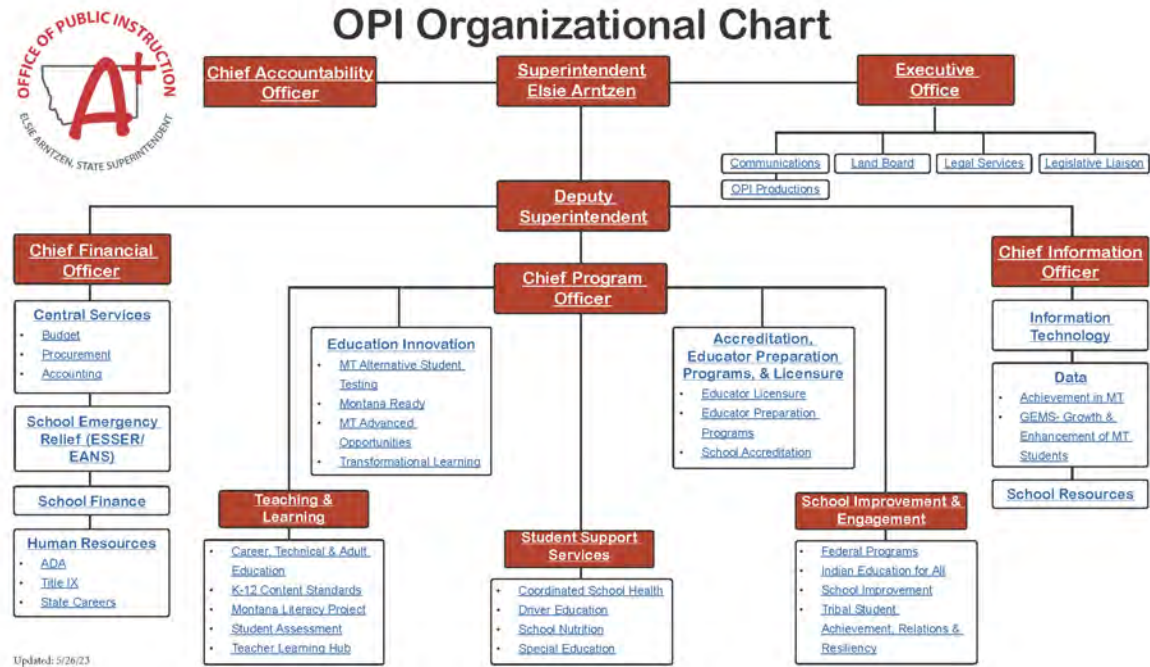 OPI Organizational Chart
OFFICE OF PUBLIC INSTRUCTION
A+
ELSIE ARNTZEN, STATE SUPERINTENDENT
Chief Accountability
Officer
Superintendent
Elsie Arntzen
Executive
Office
Communications
Land Board
Legal Services
Legislative Liaison
OPI Productions
Deputy
Superintendent
Chief Financial
Officer
Chief Program
Officer
Chief Information
Officer
Central Services
• Budget
• Procurement
• Accounting
School Emergency
Relief (ESSER/
EANS)
School Finance
Human Resources
• ADA
• Title IX
• State Careers
Education Innovation
• MT Alternative Student
Testing
• Montana Ready
• MT Advanced
Opportunities
• Transformational Learning
Accreditation,
Educator Preparation
Programs, & Licensure
• Educator Licensure
• Educator Preparation
Programs
• School Accreditation
Information
Technology
Data
• Achievement in MT
• GEMS- Growth &
Enhancement of MT
Students
School Resources
Teaching &
Learning
• Career, Technical & Adult
Education
• K-12 Content Standards
• Montana Literacy Project
• Student Assessment
• Teacher Learning Hub
Student Support
Services
• Coordinated School Health
• Driver Education
• School Nutrition
• Special Education
School Improvement &
Engagement
• Federal Programs
• Indian Education for All
• School Improvement
• Tribal Student
Achievement, Relations &
Resiliency
Updated: 5/26/23